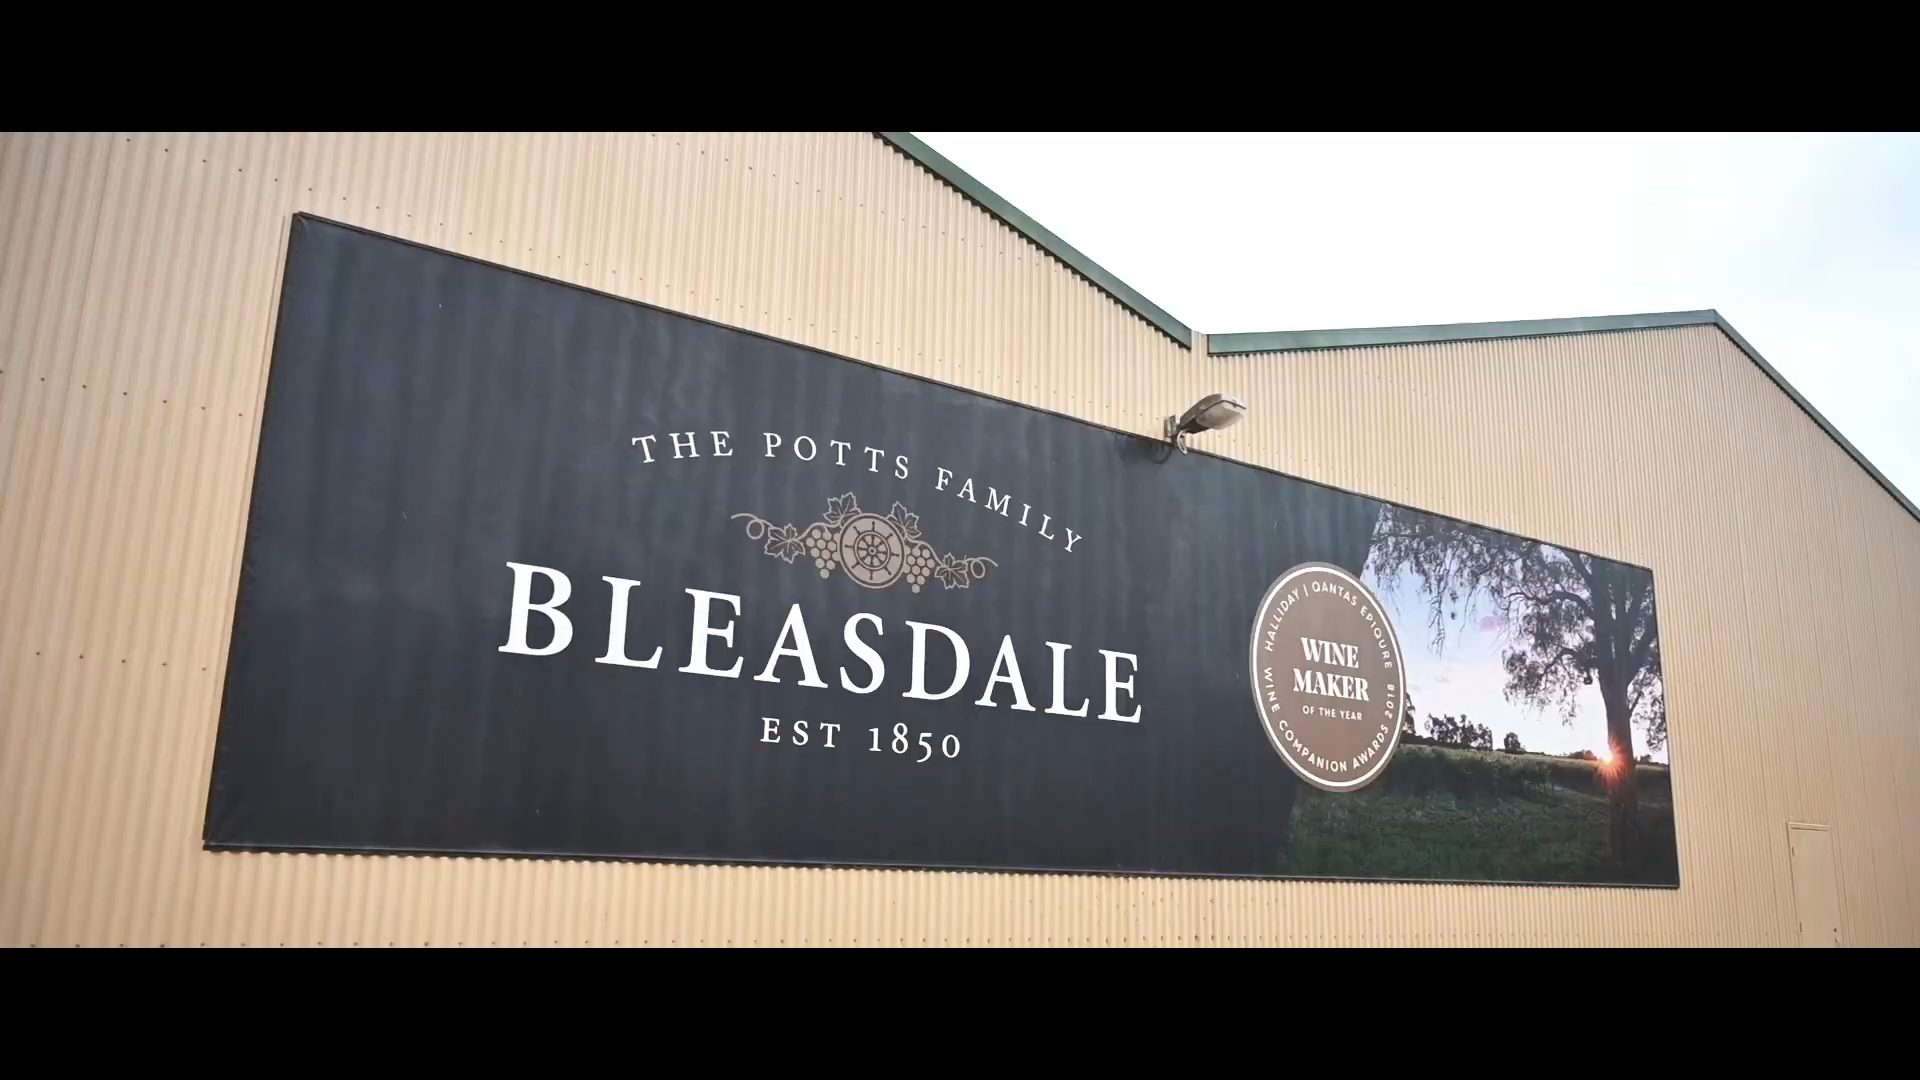 THE POTTS FAMILY
BLEASDALE
EST 1850
HALLIDAY | QANTAS EPIQURE
WINE
MAKER
OF THE YEAR
WINE COMPANION AWARDS 2018